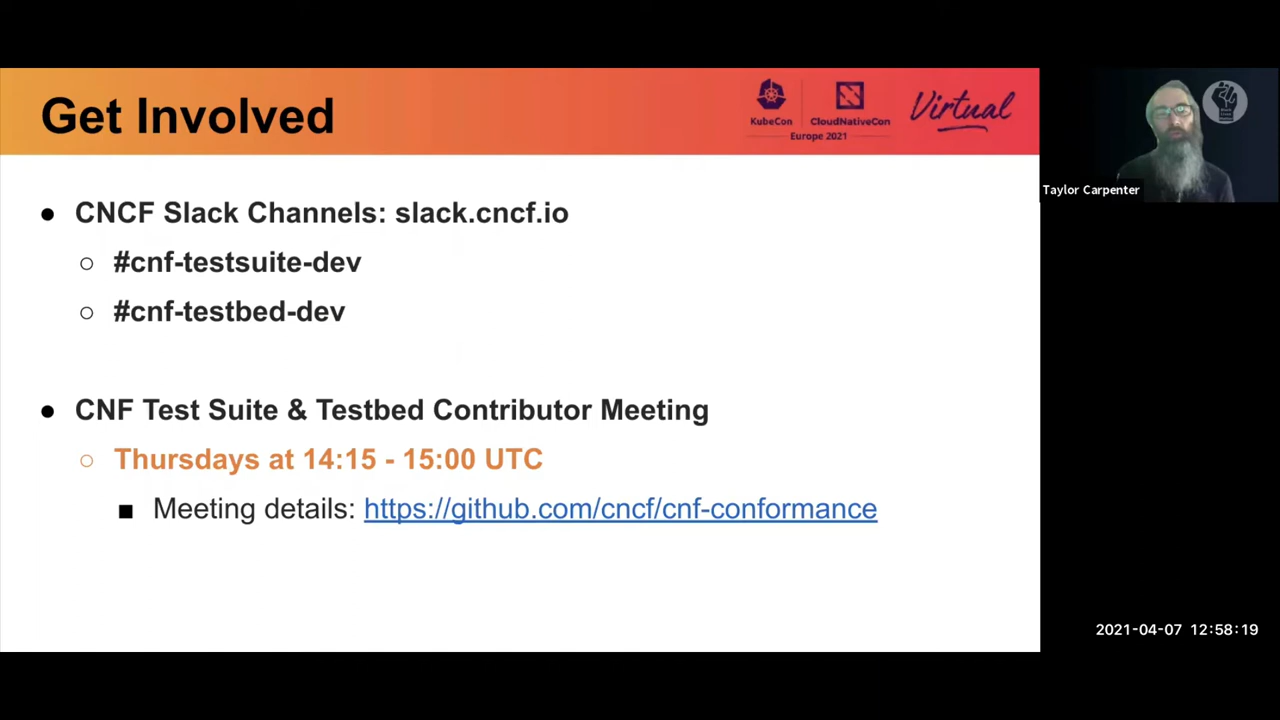 Get Involved
KubeCon
CloudNativeCon
Europe 2021
Virtual
Taylor Carpenter
● CNCF Slack Channels: slack.cncf.io
○ #cnf-testsuite-dev
○ #cnf-testbed-dev
● CNF Test Suite & Testbed Contributor Meeting
○ Thursdays at 14:15 - 15:00 UTC
■ Meeting details: https://github.com/cncf/cnf-conformance
2021-04-07 12:58:19